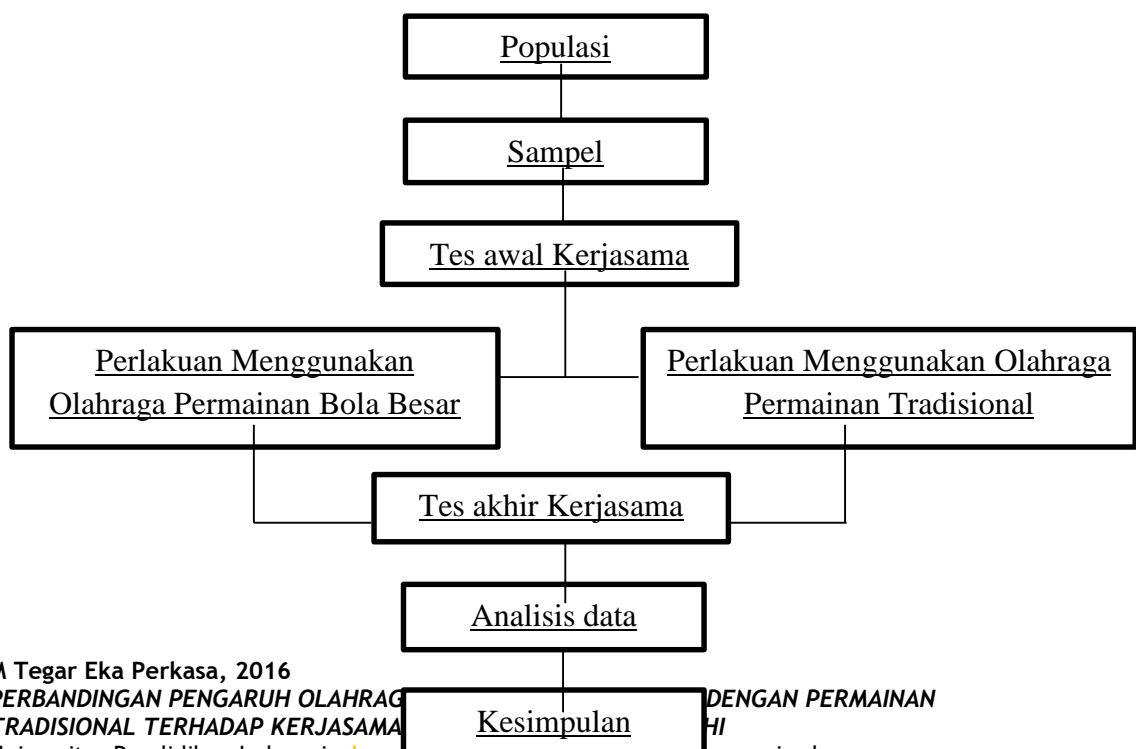 Populasi
Sampel
Tes awal Kerjasama
Perlakuan Menggunakan
Olahraga Permainan Bola Besar
Perlakuan Menggunakan Olahraga
Permainan Tradisional
Tes akhir Kerjasama
Analisis data
Kesimpulan
M Tegar Eka Perkasa, 2016
PERBANDINGAN PENGARUH OLAHRAG DENGAN PERMAINAN
TRADISIONAL TERHADAP KERJASAMA HI